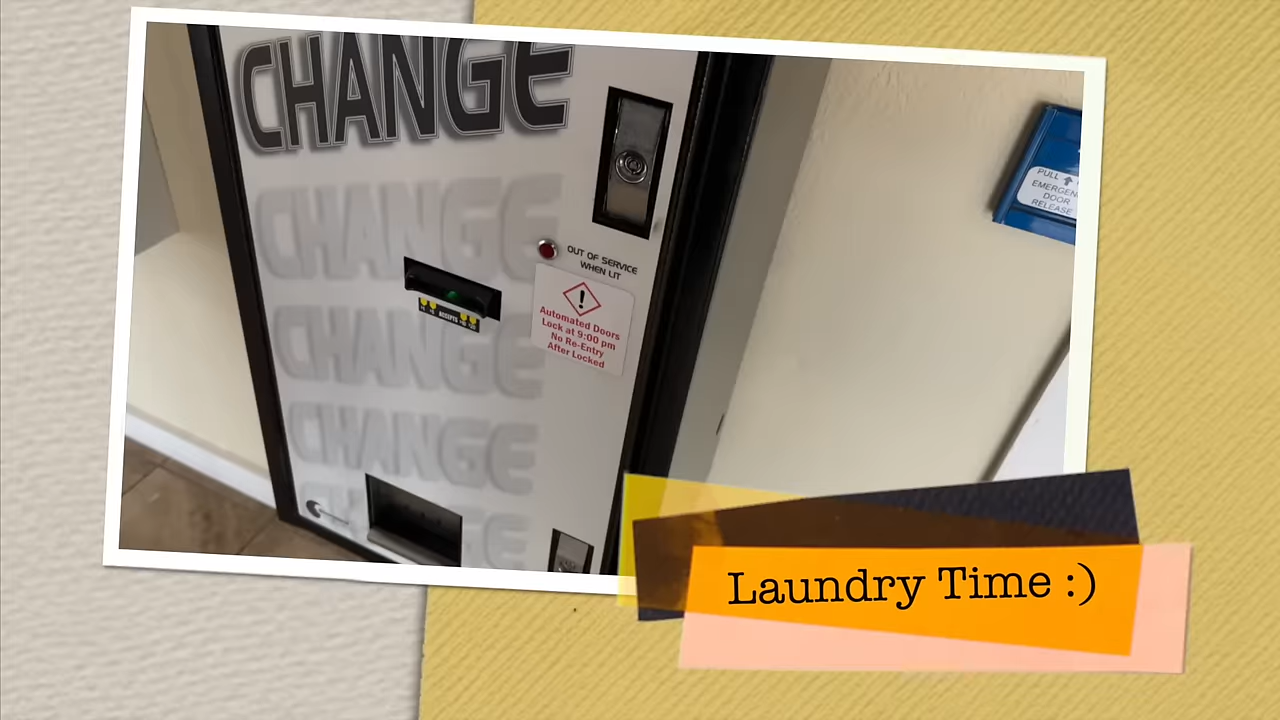 CHANGE
CHANGE
CHANGE
CHANGE
OUT OF SERVICE
WHEN LIT
ACCEPTS
Automated Doors
Lock at 9:00 pm
No Re-Entry
After Locked
PULL
DOOR
RELEASE
Laundry Time :)